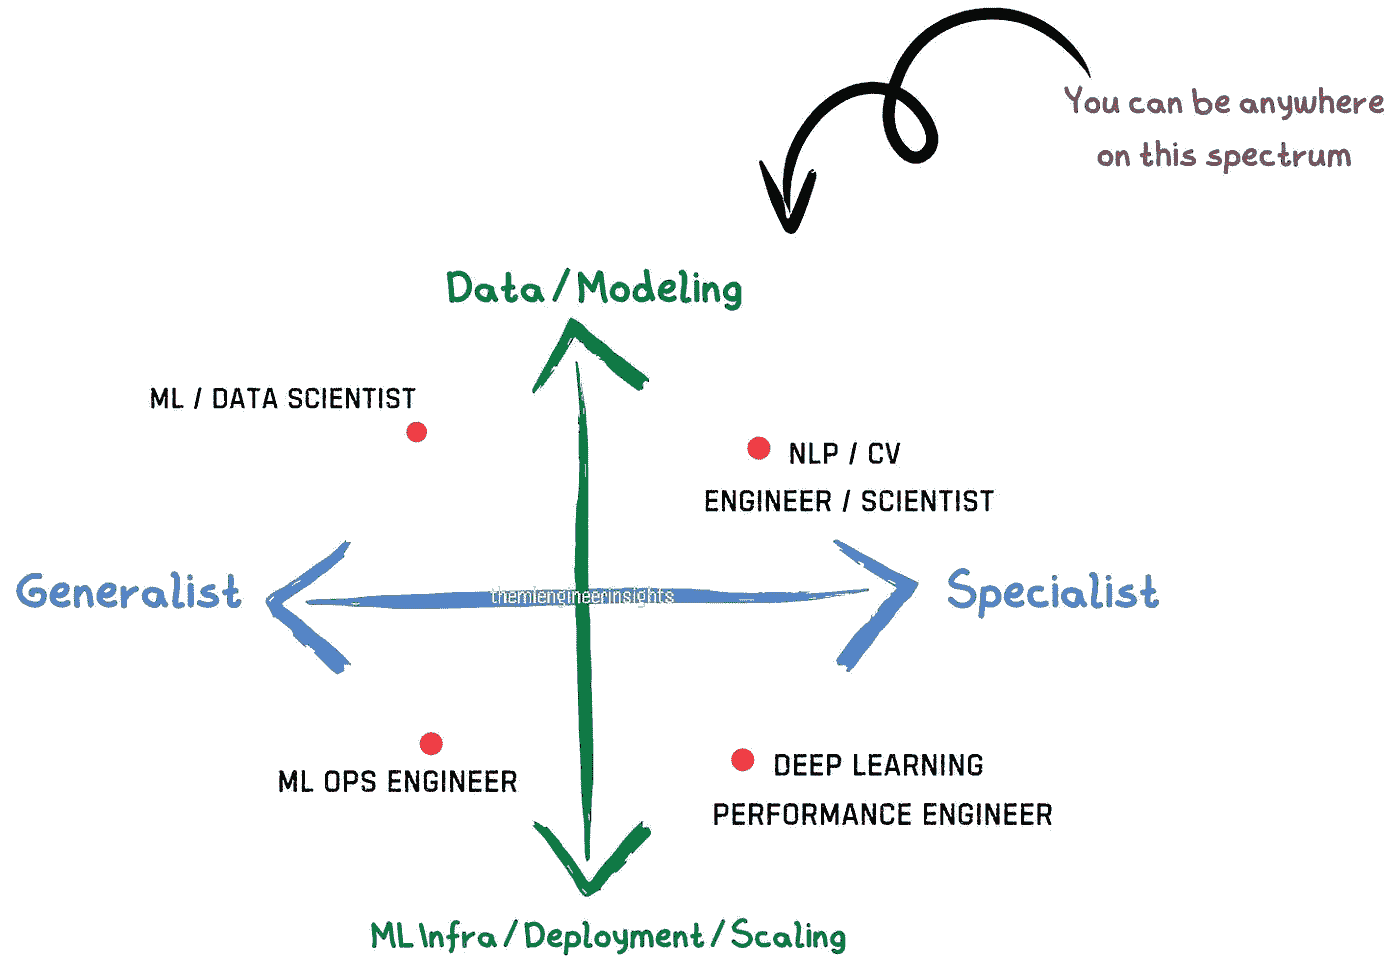 You can be anywhere
on this spectrum
Data / Modeling
ML / DATA SCIENTIST
NLP / CV
ENGINEER / SCIENTIST
Generalist
themlengineerinsights
Specialist
ML OPS ENGINEER
DEEP LEARNING
PERFORMANCE ENGINEER
ML Infra / Deployment / Scaling